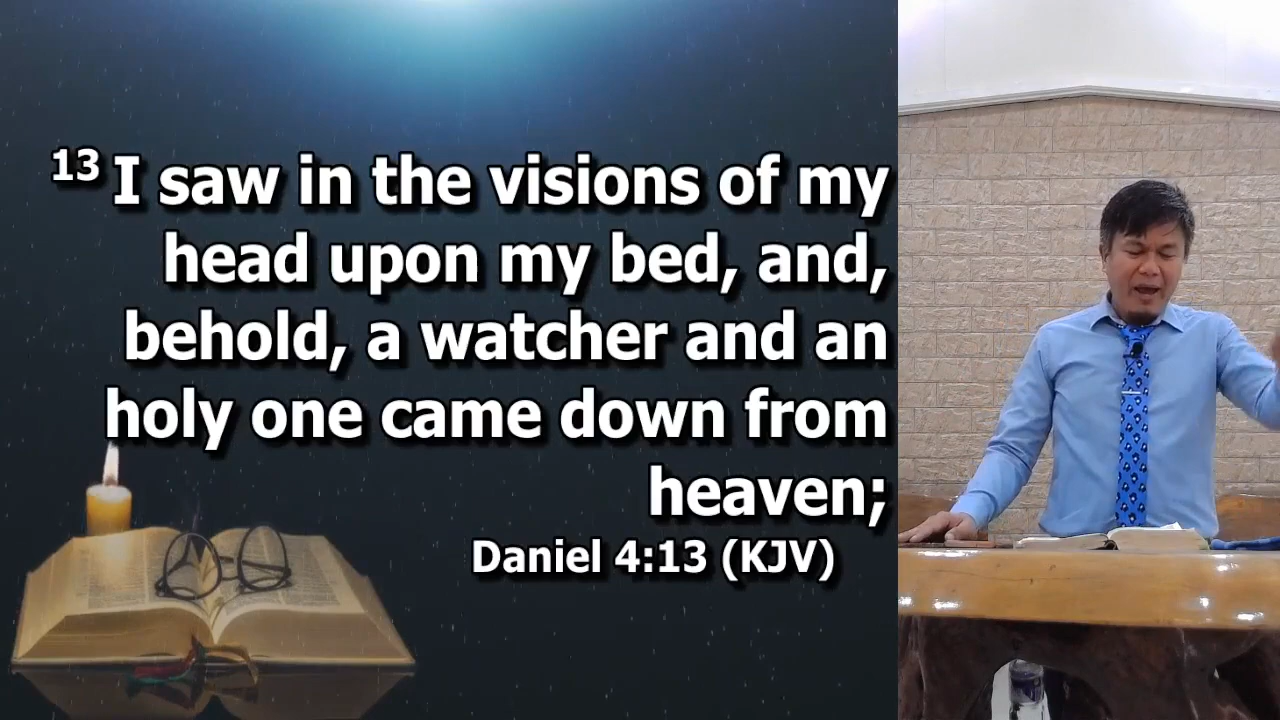 13 I saw in the visions of my
head upon my bed, and,
behold, a watcher and an
holy one came down from
heaven;
Daniel 4:13 (KJV)